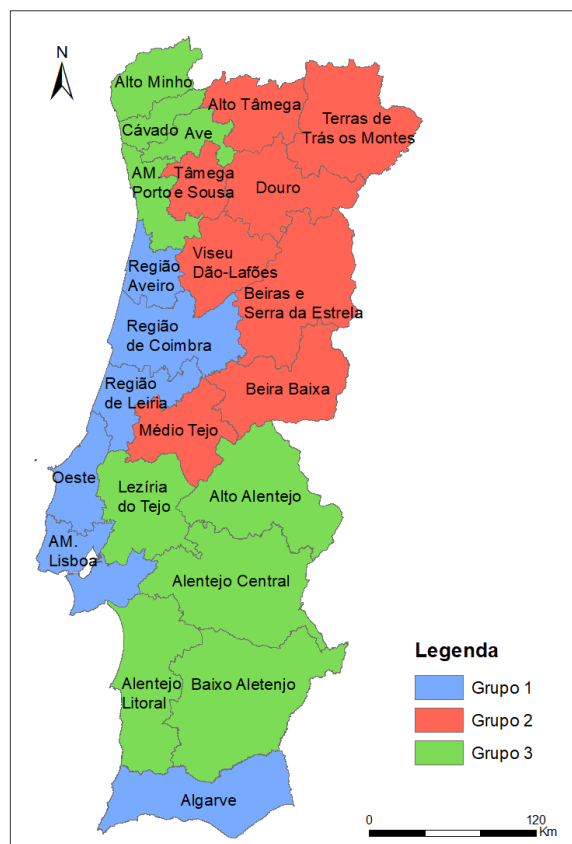 N
Alto Minho
Alto Tâmega
Terras de
Trás os Montes
Cávado
Ave
AM.
Porto
Tâmega
e Sousa
Douro
Viseu
Dão-Lafões
Região
Aveiro
Beiras e
Serra da Estrela
Região
de Coimbra
Região
de Leiria
Beira Baixa
Médio Tejo
Oeste
Lezíria
do Tejo
Alto Alentejo
AM.
Lisboa
Alentejo Central
Alentejo
Litoral
Baixo Aletenjo
Algarve
Legenda
Grupo 1
Grupo 2
Grupo 3
0
120
Km